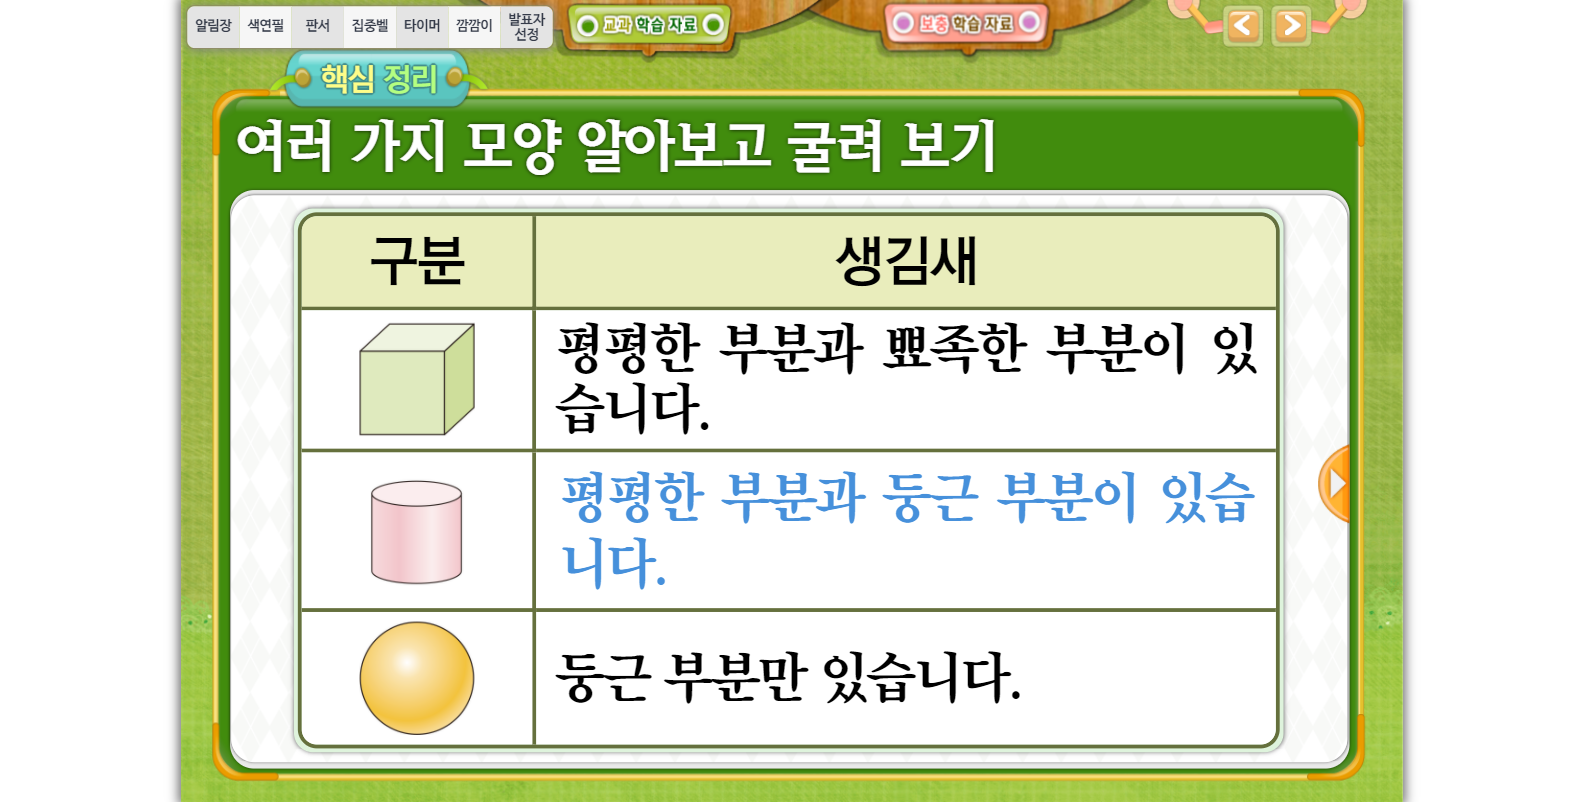 알림장 색연필 판서 집중벨 타이머 깜깜이 발표자
선정
교과 학습 자료
보충 학습 자료
핵심 정리
여러 가지 모양 알아보고 굴려 보기
구분 생김새
평평한 부분과 뾰족한 부분이 있
습니다.
평평한 부분과 둥근 부분이 있습
니다.
둥근 부분만 있습니다.